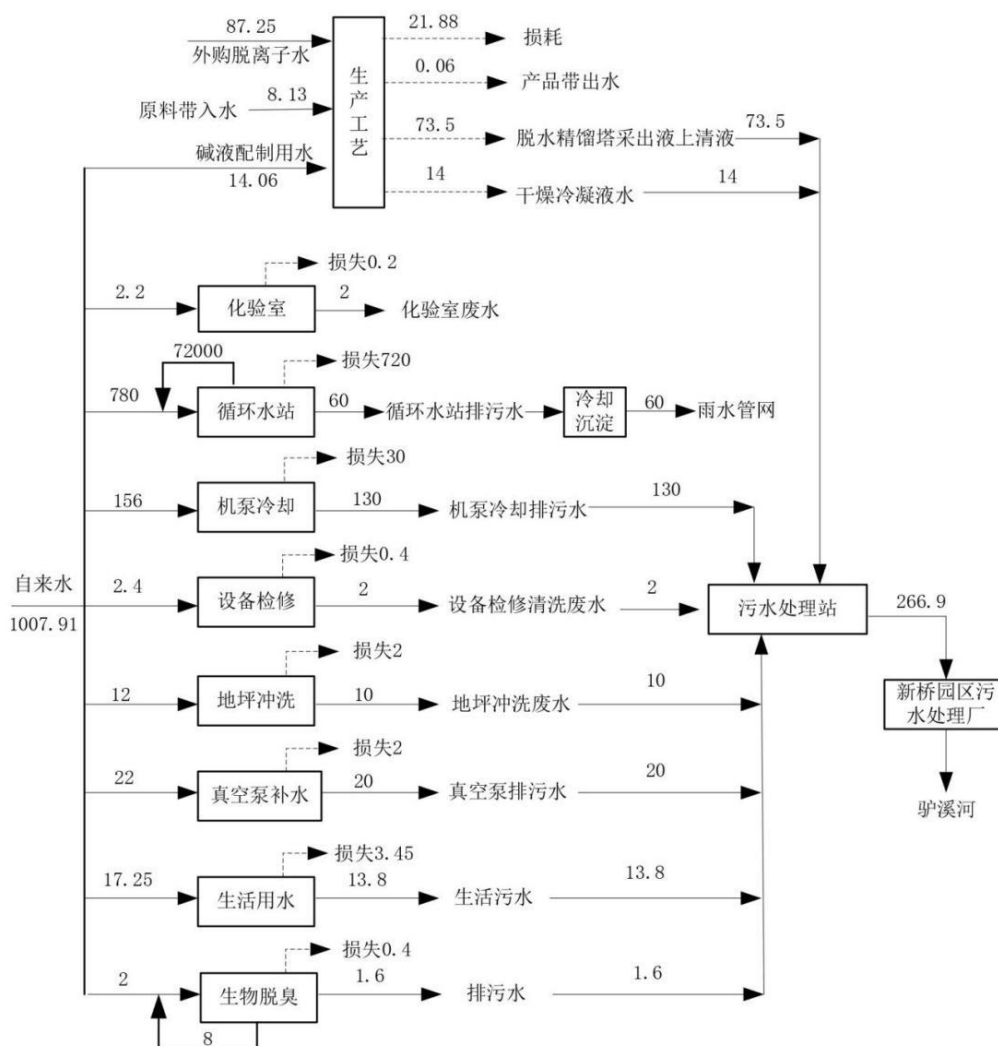 87.25
外购脱离子水
原料带入水
8.13
碱液配制用水
14.06
生产工艺
21.88
损耗
0.06
产品带出水
73.5
脱水精馏塔采出液上清液
73.5
14
干燥冷凝液水
14
2.2
化验室
损失0.2
2
化验室废水
72000
780
循环水站
损失720
60
循环水站排污水
冷却
沉淀
60
雨水管网
156
机泵冷却
损失30
130
机泵冷却排污水
130
自来水
1007.91
2.4
设备检修
损失0.4
2
设备检修清洗废水
2
污水处理站
266.9
新桥园区污
水处理厂
驴溪河
12
地坪冲洗
损失2
10
地坪冲洗废水
10
22
真空泵补水
损失2
20
真空泵排污水
20
17.25
生活用水
损失3.45
13.8
生活污水
13.8
2
生物脱臭
损失0.4
1.6
排污水
1.6
8